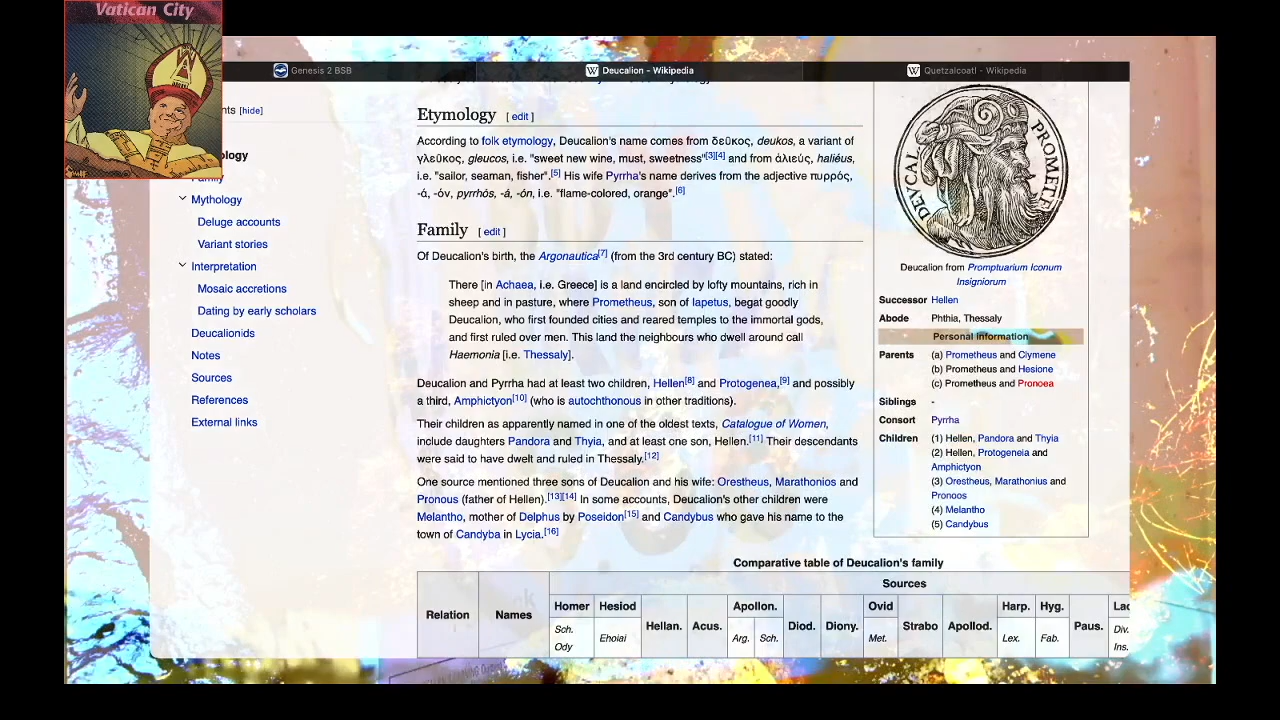 Vatican City
Genesis 2 BSB
Deucalion - Wikipedia
Quetzalcoatl - Wikipedia
nts [hide]
ology
Family
Mythology
Deluge accounts
Variant stories
Interpretation
Mosaic accretions
Dating by early scholars
Deucalionids
Notes
Sources
References
External links
Etymology [ edit ]
According to folk etymology, Deucalion's name comes from δεῦκος, deukos, a variant of
γλεῦκος, gleucos, i.e. "sweet new wine, must, sweetness"[3][4] and from ἁλιεύς, haliéus,
i.e. "sailor, seaman, fisher".[5] His wife Pyrrha's name derives from the adjective πυρρός,
-ά, -όν, pyrrhós, -á, -ón, i.e. "flame-colored, orange".[6]
Family [ edit ]
Of Deucalion's birth, the Argonautica[7] (from the 3rd century BC) stated:
There [in Achaea, i.e. Greece] is a land encircled by lofty mountains, rich in
sheep and in pasture, where Prometheus, son of Iapetus, begat goodly
Deucalion, who first founded cities and reared temples to the immortal gods,
and first ruled over men. This land the neighbours who dwell around call
Haemonia [i.e. Thessaly].
Deucalion and Pyrrha had at least two children, Hellen[8] and Protogenea,[9] and possibly
a third, Amphictyon[10] (who is autochthonous in other traditions).
Their children as apparently named in one of the oldest texts, Catalogue of Women,
include daughters Pandora and Thyia, and at least one son, Hellen.[11] Their descendants
were said to have dwelt and ruled in Thessaly.[12]
One source mentioned three sons of Deucalion and his wife: Orestheus, Marathonios and
Pronous (father of Hellen).[13][14] In some accounts, Deucalion's other children were
Melantho, mother of Delphus by Poseidon[15] and Candybus who gave his name to the
town of Candyba in Lycia.[16]
DEUCAL PROMETH
Deucalion from Promptuarium Iconum
Insigniorum
Successor Hellen
Abode Phthia, Thessaly
Personal information
Parents (a) Prometheus and Clymene
(b) Prometheus and Hesione
(c) Prometheus and Pronoea
Siblings -
Consort Pyrrha
Children (1) Hellen, Pandora and Thyia
(2) Hellen, Protogeneia and
Amphictyon
(3) Orestheus, Marathonius and
Pronoos
(4) Melantho
(5) Candybus
Comparative table of Deucalion's family
Relation Names Sources
Homer Hesiod Hellan. Acus. Apollon. Diod. Diony. Ovid Strabo Apollod. Harp. Hyg. Paus. Lac
Sch. Ody Ehoiai Arg. Sch. Met. Lex. Fab. Div. Ins.